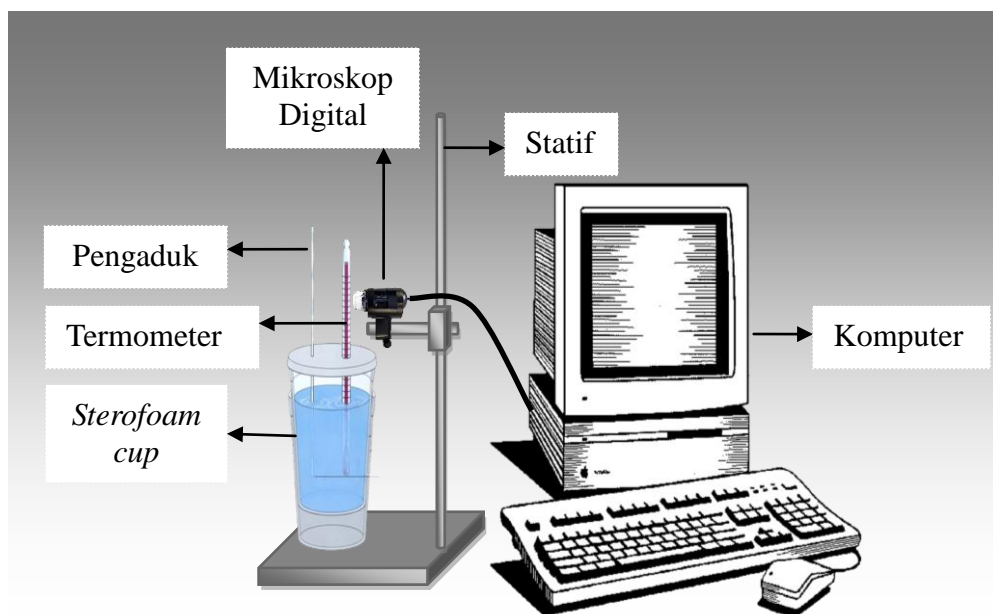 Mikroskop
Digital
Statif
Pengaduk
Termometer
Komputer
Sterofoam
cup